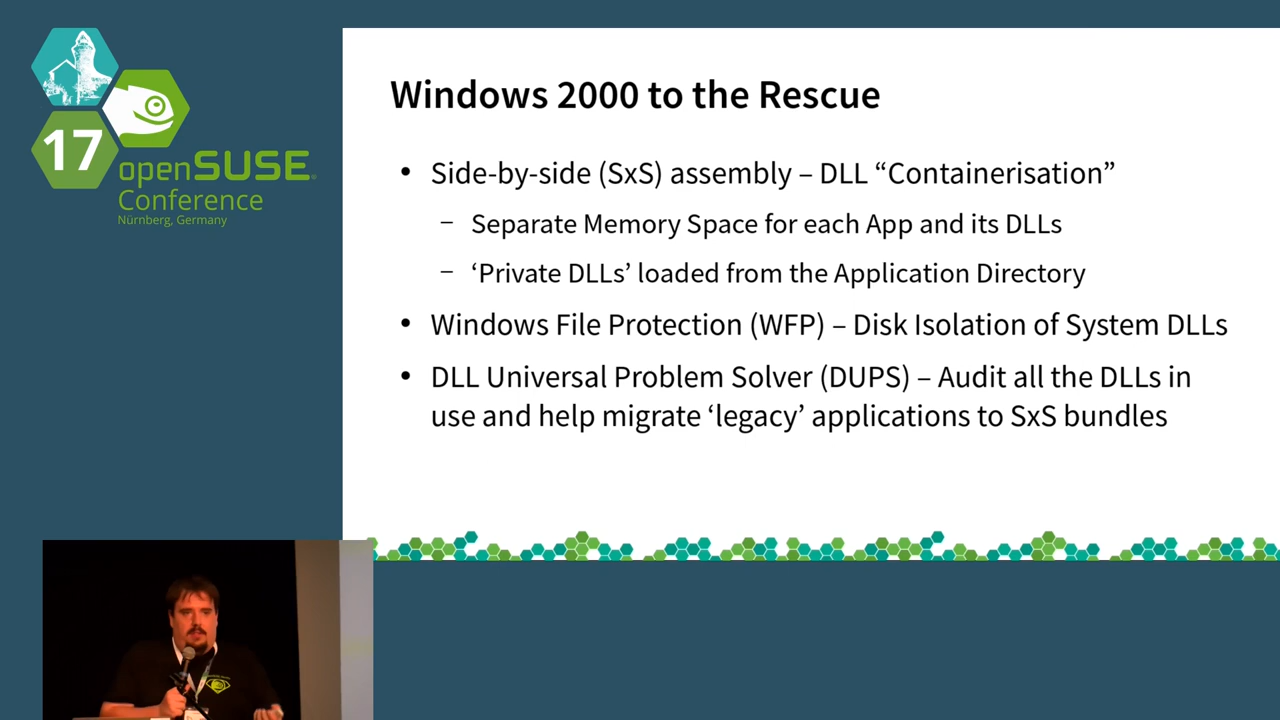 17
openSUSE
Conference
Nürnberg, Germany
Windows 2000 to the Rescue
• Side-by-side (SxS) assembly – DLL “Containerisation”
– Separate Memory Space for each App and its DLLs
– ‘Private DLLs’ loaded from the Application Directory
• Windows File Protection (WFP) – Disk Isolation of System DLLs
• DLL Universal Problem Solver (DUPS) – Audit all the DLLs in
use and help migrate ‘legacy’ applications to SxS bundles